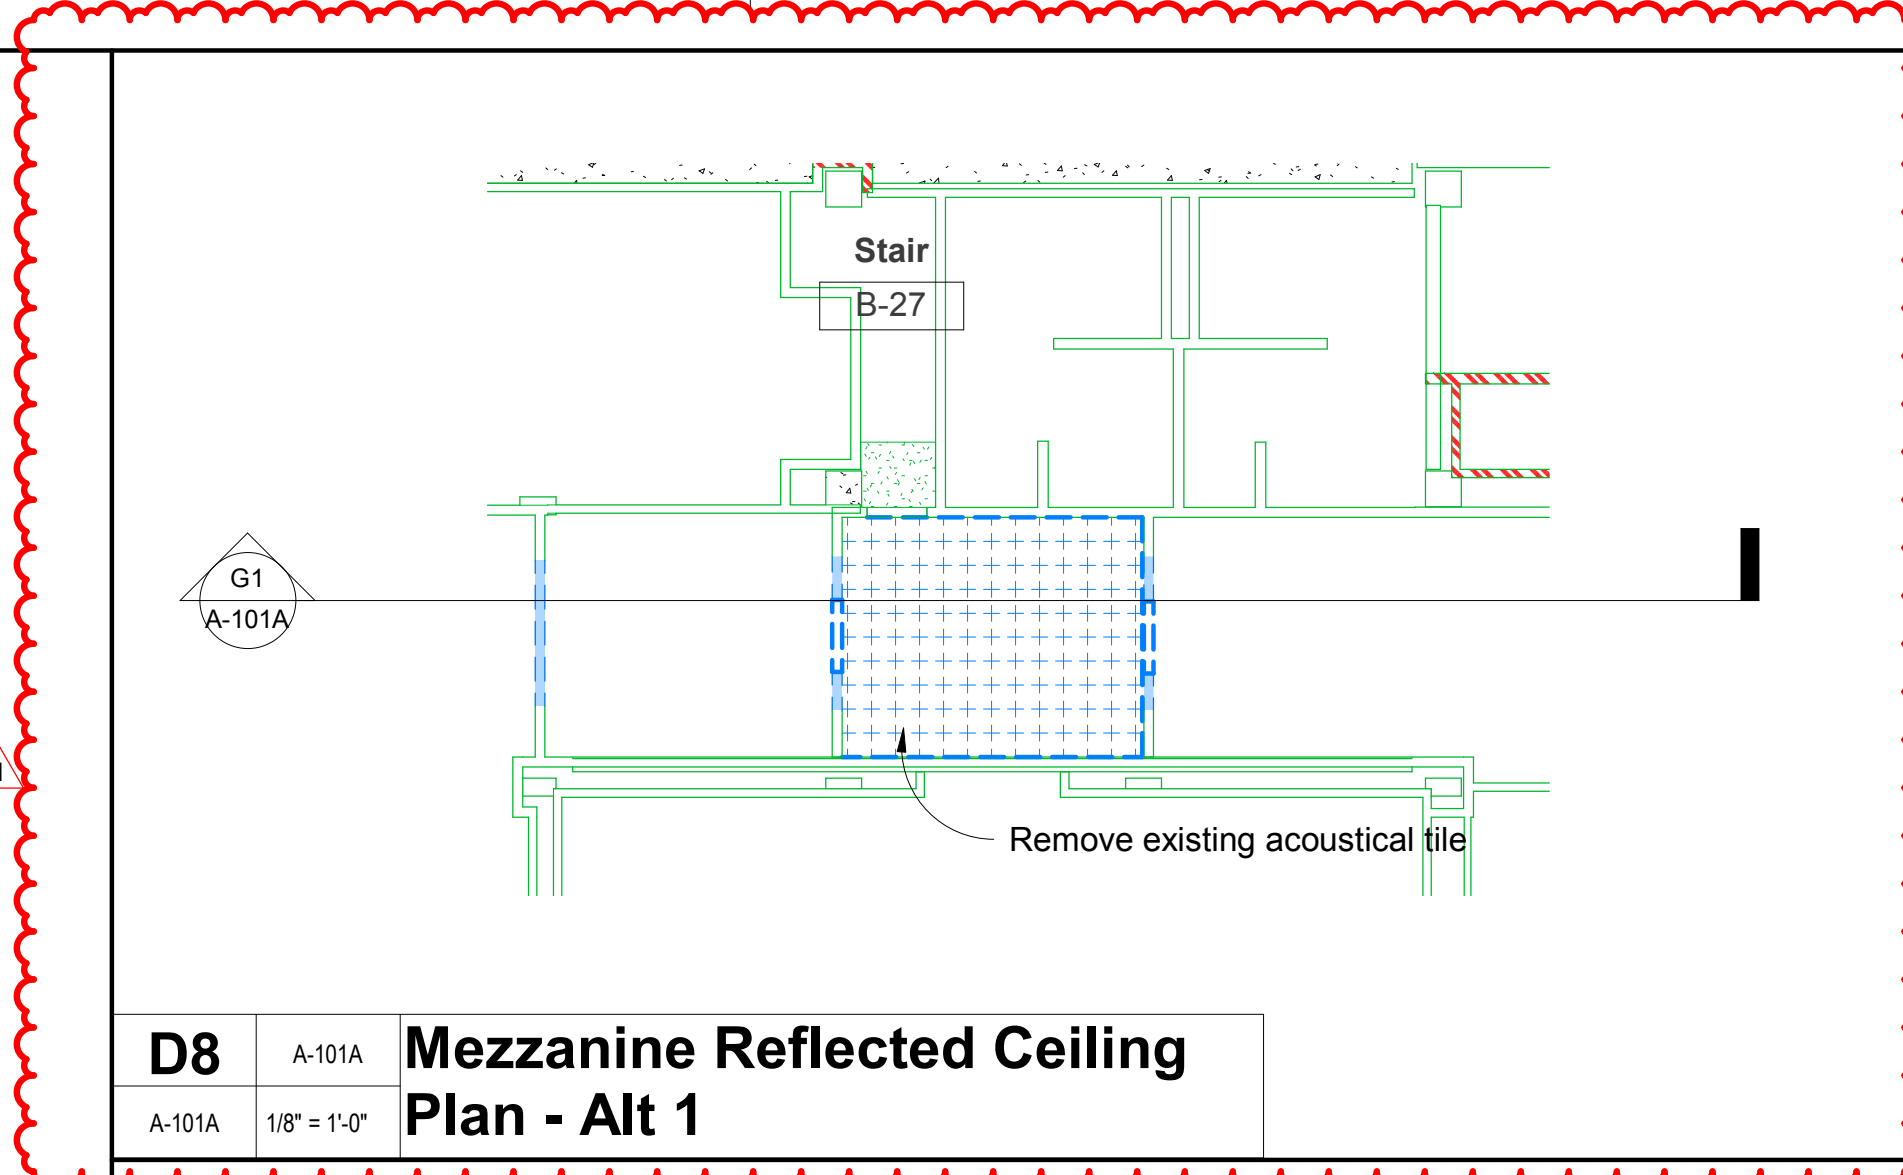 Stair
B-27
G1
A-101A
Remove existing acoustical tile
D8
A-101A
Mezzanine Reflected Ceiling
Plan - Alt 1
A-101A
1/8" = 1'-0"